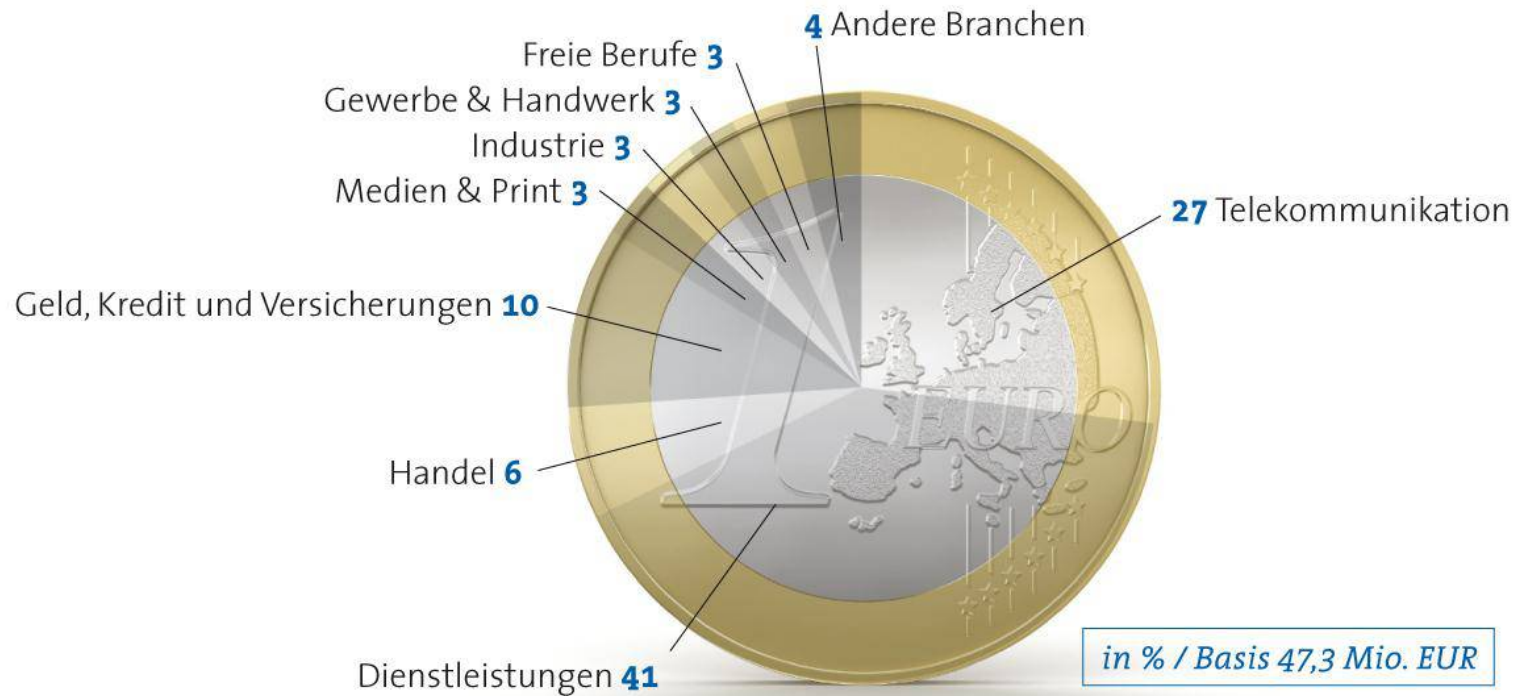 4 Andere Branchen
Freie Berufe 3
Gewerbe & Handwerk 3
Industrie 3
Medien & Print 3
27 Telekommunikation
Geld, Kredit und Versicherungen 10
EURO
1
Handel 6
Dienstleistungen 41
in % / Basis 47,3 Mio. EUR